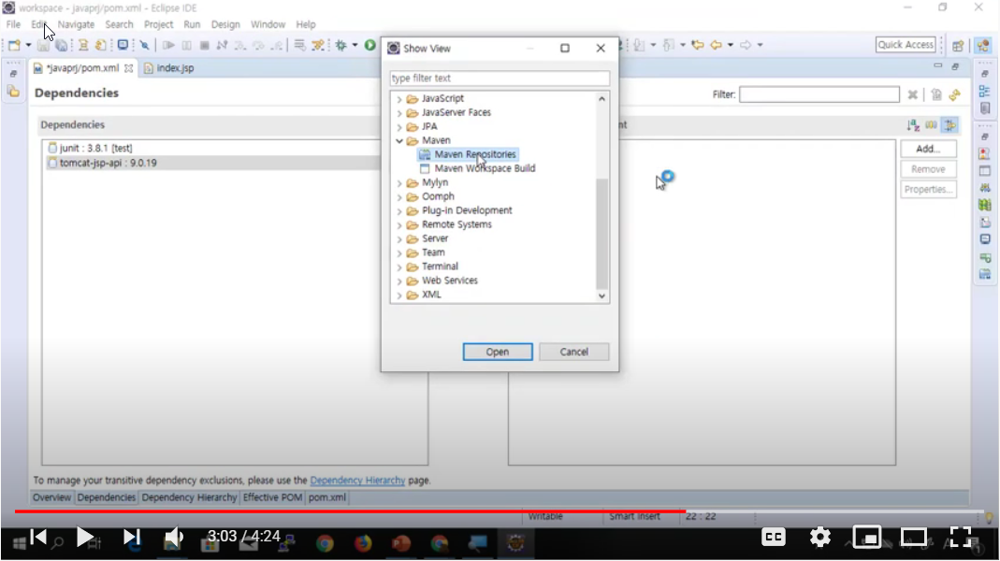 workspace - javaprj/pom.xml - Eclipse IDE
File Edit Navigate Search Project Run Design Window Help
Quick Access
*javaprj/pom.xml
index.jsp
Dependencies
Filter:
Dependencies
junit : 3.8.1 [test]
tomcat-jsp-api : 9.0.19
Show View
type filter text
JavaScript
JavaServer Faces
JPA
Maven
Maven Repositories
Maven Workspace Build
Mylyn
Oomph
Plug-in Development
Remote Systems
Server
Team
Terminal
Web Services
XML
Open
Cancel
Add...
Remove
Properties...
To manage your transitive dependency exclusions, please use the Dependency Hierarchy page.
Overview Dependencies Dependency Hierarchy Effective POM pom.xml
Writable
Smart Insert
22 : 22
3:03 / 4:24
CC